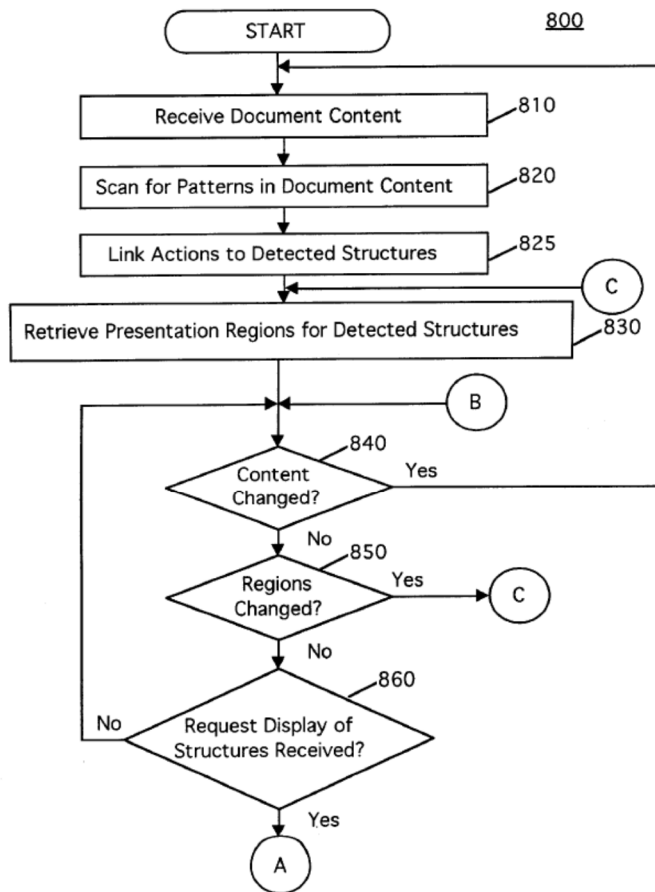 START
800
Receive Document Content
810
Scan for Patterns in Document Content
820
Link Actions to Detected Structures
825
C
Retrieve Presentation Regions for Detected Structures
830
B
840
Content
Changed?
Yes
No
850
Regions
Changed?
Yes
C
No
860
Request Display of
Structures Received?
No
Yes
A